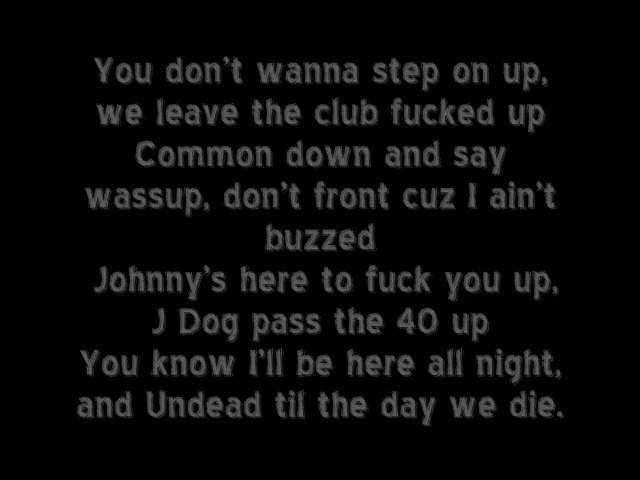 You don't wanna step on up,
we leave the club fucked up
Common down and say
wassup, don't front cuz I ain't
buzzed
Johnny's here to fuck you up,
J Dog pass the 40 up
You know I'll be here all night,
and Undead til the day we die.